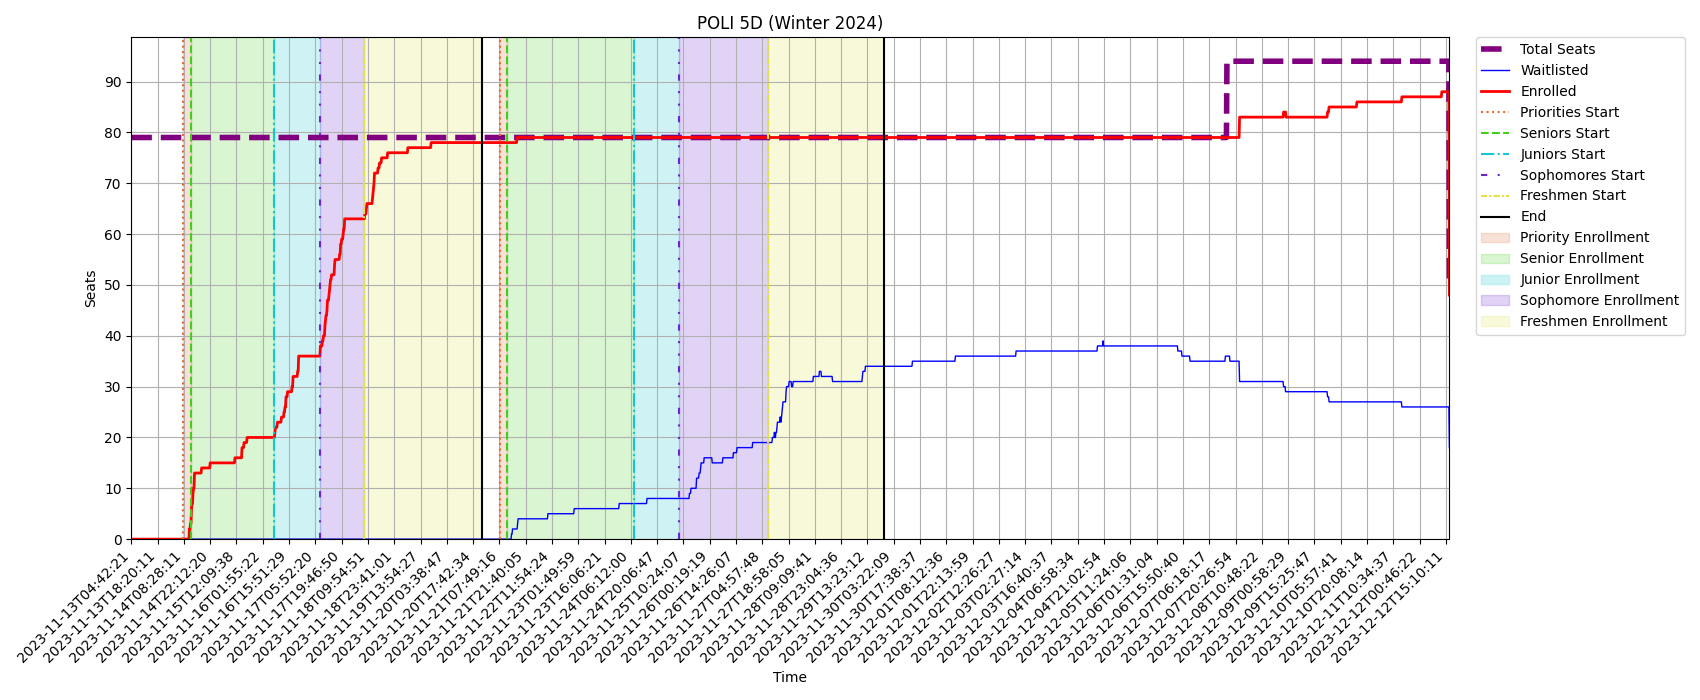 POLI 5D (Winter 2024)
Seats
90
80
70
60
50
40
30
20
10
0
2023-11-13T04:42:21
2023-11-13T18:20:11
2023-11-14T08:28:11
2023-11-14T22:12:20
2023-11-15T12:09:38
2023-11-16T01:55:22
2023-11-16T15:51:29
2023-11-17T05:52:20
2023-11-17T19:46:50
2023-11-18T09:54:51
2023-11-18T23:41:01
2023-11-19T13:54:27
2023-11-20T03:38:47
2023-11-20T17:42:34
2023-11-21T07:49:16
2023-11-21T21:40:05
2023-11-22T11:54:24
2023-11-23T01:49:59
2023-11-23T16:06:21
2023-11-24T06:12:00
2023-11-24T20:06:47
2023-11-25T10:24:07
2023-11-26T00:19:19
2023-11-26T14:26:07
2023-11-27T04:57:48
2023-11-27T18:58:05
2023-11-28T09:09:41
2023-11-28T23:04:36
2023-11-29T13:23:12
2023-11-30T03:22:09
2023-11-30T17:38:37
2023-12-01T08:12:36
2023-12-01T22:13:59
2023-12-02T12:26:27
2023-12-03T02:27:14
2023-12-03T16:40:37
2023-12-04T06:58:34
2023-12-04T21:02:54
2023-12-05T11:24:06
2023-12-06T01:31:04
2023-12-06T15:50:40
2023-12-07T06:18:17
2023-12-07T20:26:54
2023-12-08T10:48:22
2023-12-09T00:58:29
2023-12-09T15:25:47
2023-12-10T05:57:41
2023-12-10T20:08:14
2023-12-11T10:34:37
2023-12-12T00:46:22
2023-12-12T15:10:11
Time
Total Seats
Waitlisted
Enrolled
Priorities Start
Seniors Start
Juniors Start
Sophomores Start
Freshmen Start
End
Priority Enrollment
Senior Enrollment
Junior Enrollment
Sophomore Enrollment
Freshmen Enrollment